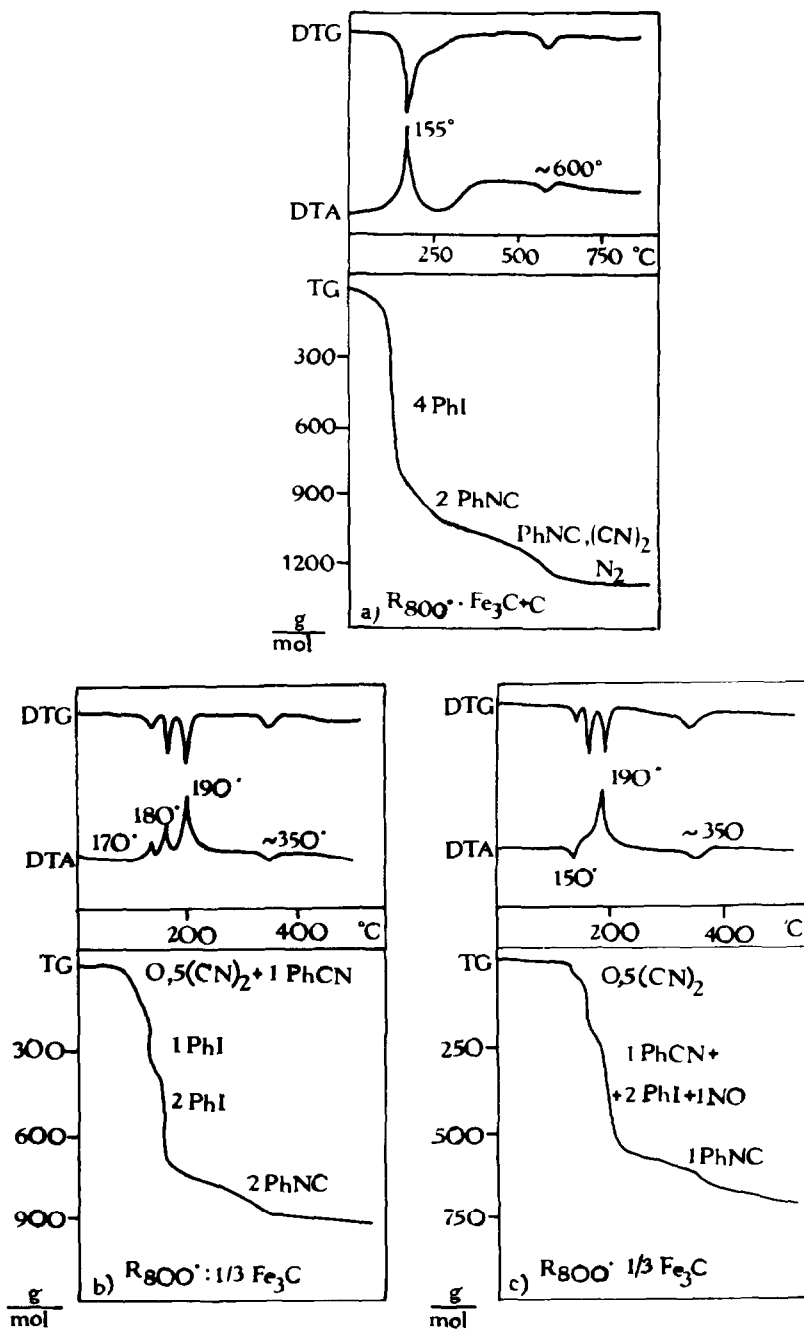 DTG
155°
~600°
DTA
250 500 750 °C
TG
300
4 PhI
600
900
2 PhNC
PhNC,(CN)2
1200
N2
a) R800° · Fe3C+C
g
mol
DTG
190°
180°
170°
~350°
DTA
200 400 °C
TG
0,5(CN)2 + 1 PhCN
300
1 PhI
2 PhI
600
2 PhNC
900
b) R800° : 1/3 Fe3C
g
mol
DTG
190°
~350
DTA
150°
200 400 °C
TG
0,5(CN)2
250
1 PhCN+
+2 PhI+1NO
500
1PhNC
750
c) R800° 1/3 Fe3C
g
mol